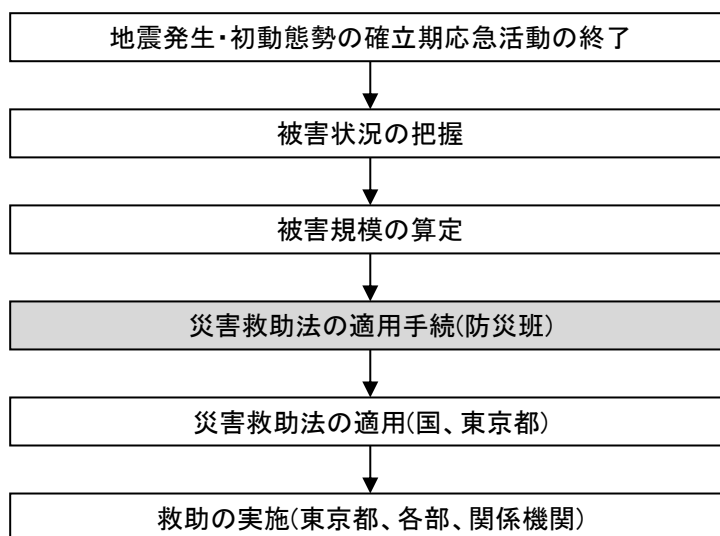 地震発生・初動態勢の確立期応急活動の終了
被害状況の把握
被害規模の算定
災害救助法の適用手続(防災班)
災害救助法の適用(国、東京都)
救助の実施(東京都、各部、関係機関)